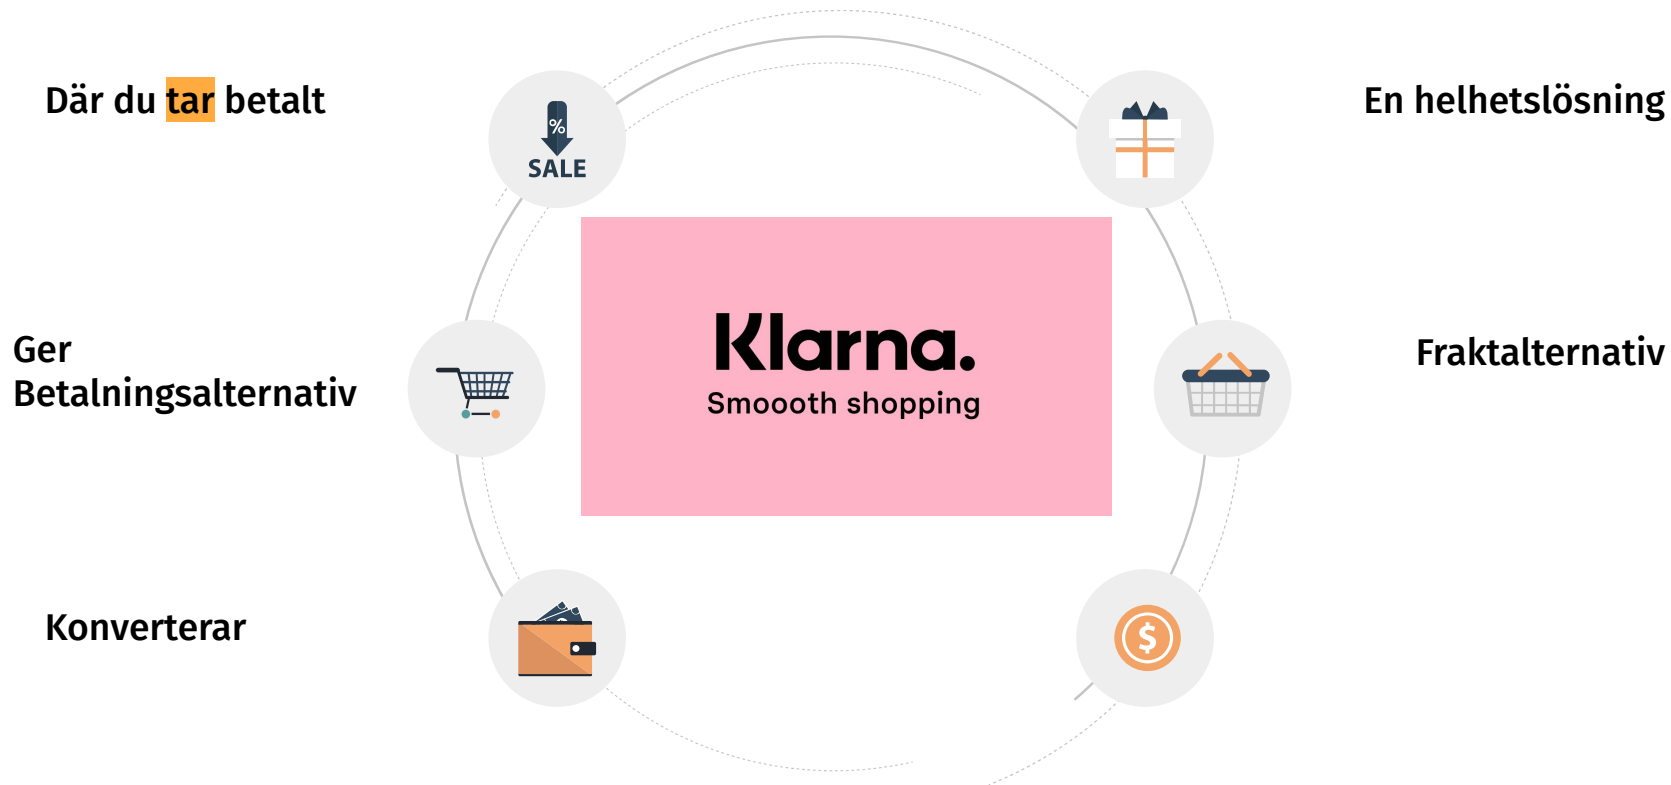 Där du tar betalt
%
SALE
En helhetslösning
Ger
Betalningsalternativ
Klarna.
Smoooth shopping
Fraktalternativ
Konverterar
$